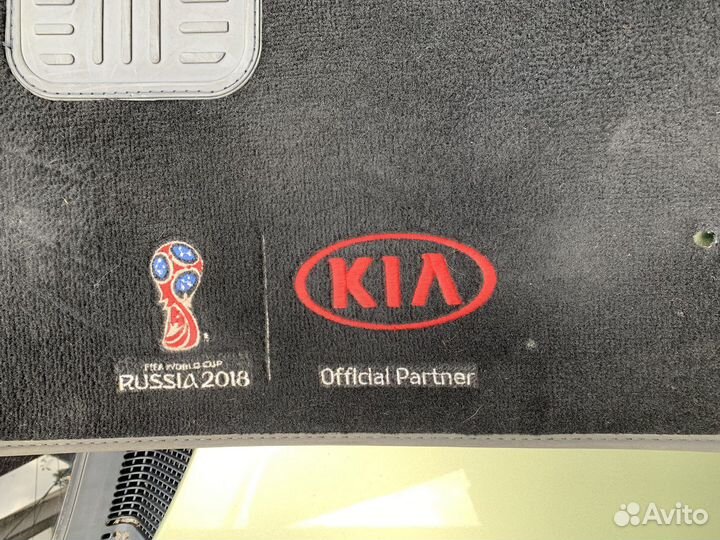 KIA
FIFA WORLD CUP
RUSSIA 2018
Official Partner
Avito